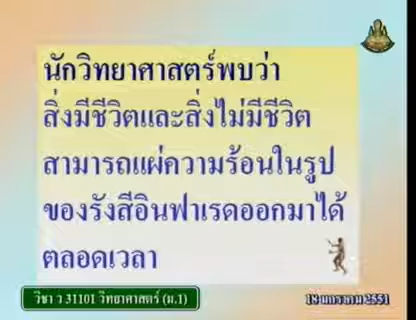 นักวิทยาศาสตร์พบว่า
สิ่งมีชีวิตและสิ่งไม่มีชีวิต
สามารถแผ่ความร้อนในรูป
ของรังสีอินฟาเรดออกมาได้
ตลอดเวลา
วิชา ว 31101 วิทยาศาสตร์ (ม.1)
18 มกราคม 2551